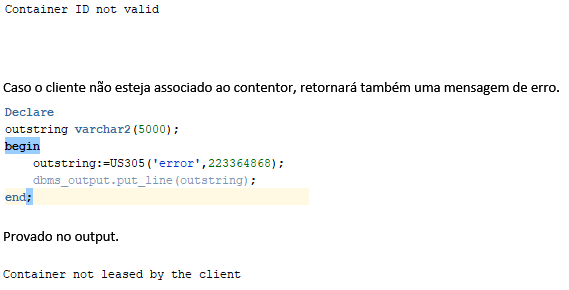 Container ID not valid
Caso o cliente não esteja associado ao contentor, retornará também uma mensagem de erro.
Declare
outstring varchar2(5000);
begin
outstring:=US305('error',223364868);
dbms_output.put_line(outstring);
end;
Provado no output.
Container not leased by the client